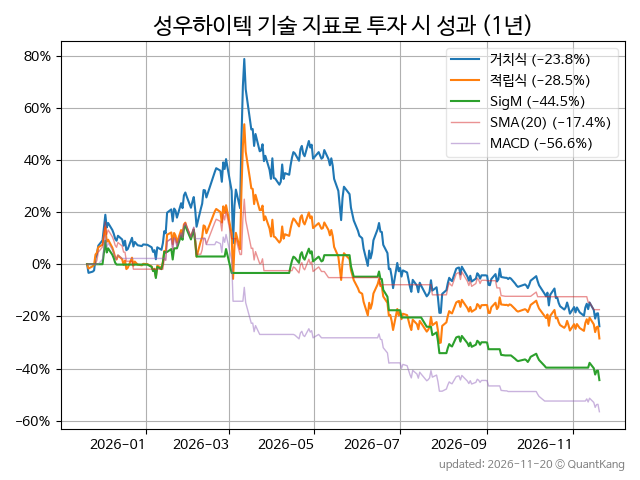 성우하이텍 기술 지표로 투자 시 성과 (1년)
80%
60%
40%
20%
0%
−20%
−40%
−60%
거치식 (−23.8%)
적립식 (−28.5%)
SigM (−44.5%)
SMA(20) (−17.4%)
MACD (−56.6%)
2026-01 2026-03 2026-05 2026-07 2026-09 2026-11
updated: 2026-11-20 © QuantKang